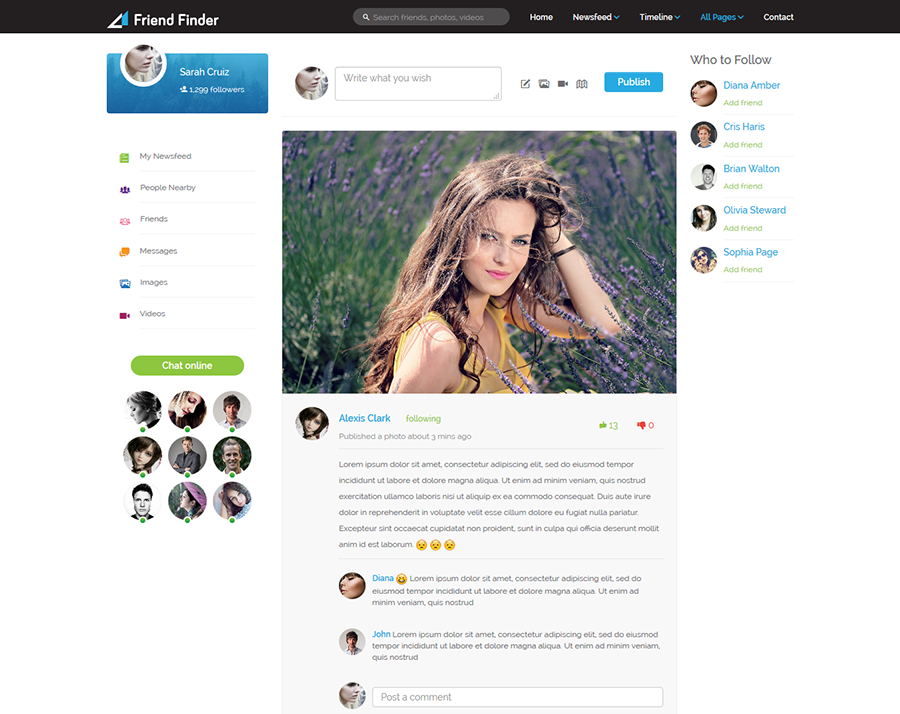 Friend Finder
Search friends, photos, videos
Home
Newsfeed
Timeline
All Pages
Contact
Sarah Cruiz
1,299 followers
My Newsfeed
People Nearby
Friends
Messages
Images
Videos
Chat online
Write what you wish
Publish
Alexis Clark
following
13
0
Published a photo about 3 mins ago
Lorem ipsum dolor sit amet, consectetur adipiscing elit, sed do eiusmod tempor
incididunt ut labore et dolore magna aliqua. Ut enim ad minim veniam, quis nostrud
exercitation ullamco laboris nisi ut aliquip ex ea commodo consequat. Duis aute irure
dolor in reprehenderit in voluptate velit esse cillum dolore eu fugiat nulla pariatur.
Excepteur sint occaecat cupidatat non proident, sunt in culpa qui officia deserunt mollit
anim id est laborum.
Diana Lorem ipsum dolor sit amet, consectetur adipiscing elit, sed do
eiusmod tempor incididunt ut labore et dolore magna aliqua. Ut enim ad
minim veniam, quis nostrud
John Lorem ipsum dolor sit amet, consectetur adipiscing elit, sed do eiusmod
tempor incididunt ut labore et dolore magna aliqua. Ut enim ad minim veniam,
quis nostrud
Post a comment
Who to Follow
Diana Amber
Add friend
Cris Haris
Add friend
Brian Walton
Add friend
Olivia Steward
Add friend
Sophia Page
Add friend